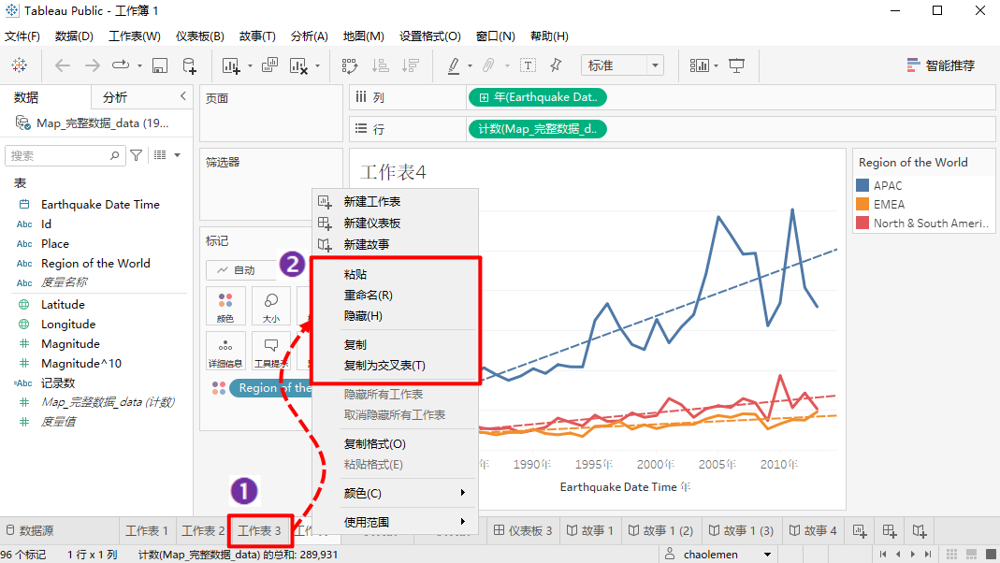 Tableau Public - 工作簿 1
文件(F) 数据(D) 工作表(W) 仪表板(B) 故事(T) 分析(A) 地图(M) 设置格式(O) 窗口(N) 帮助(H)
标准
智能推荐
数据 分析
Map_完整数据_data (19...
搜索
表
Earthquake Date Time
Abc Id
Abc Place
Abc Region of the World
Abc 度量名称
Latitude
Longitude
Magnitude
Magnitude^10
=Abc 记录数
Map_完整数据_data (计数)
度量值
页面
筛选器
标记
自动
颜色 大小
详细信息 工具提示
Region of the
列 年(Earthquake Dat..
行 计数(Map_完整数据_d..
工作表4
新建工作表
新建仪表板
新建故事
2
粘贴
重命名(R)
隐藏(H)
复制
复制为交叉表(T)
隐藏所有工作表
取消隐藏所有工作表
复制格式(O)
粘贴格式(E)
颜色(C)
使用范围
年 1990年 1995年 2000年 2005年 2010年
Earthquake Date Time 年
Region of the World
APAC
EMEA
North & South Ameri..
1
数据源 工作表 1 工作表 2 工作表 3 工作 仪表板 3 故事 1 故事 1 (2) 故事 1 (3) 故事 4
96 个标记 1 行 x 1 列 计数(Map_完整数据_data) 的总和: 289,931 chaolemen